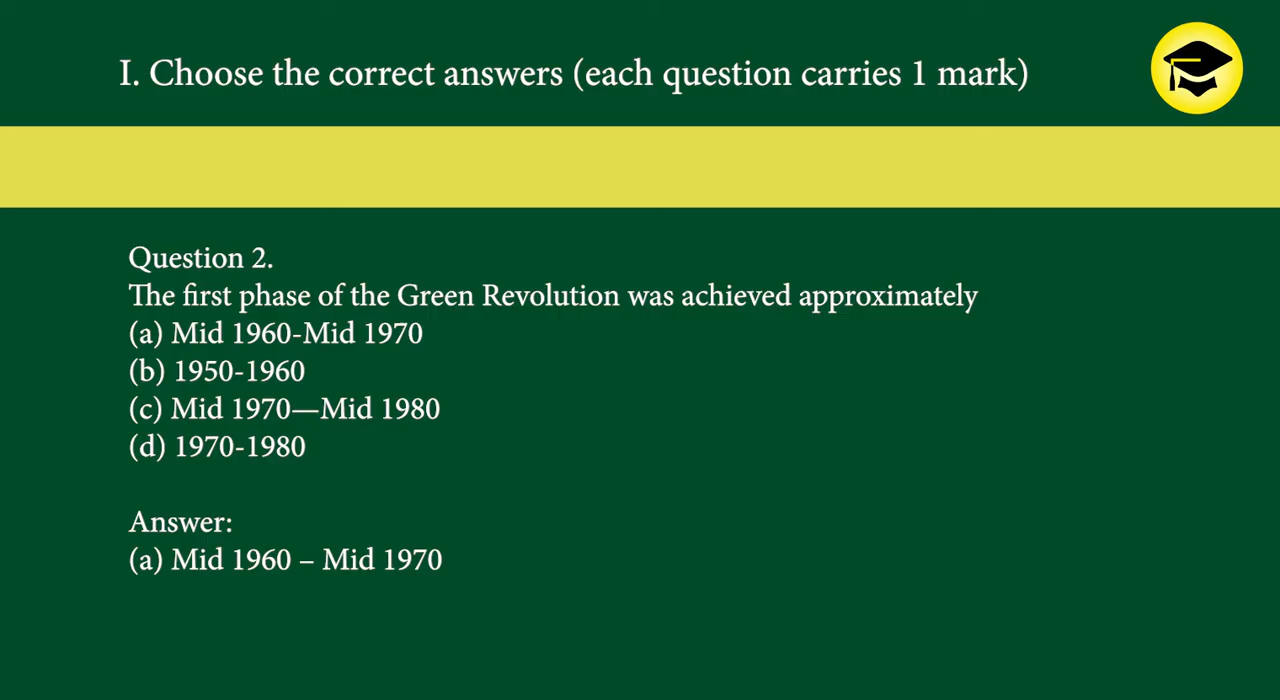 I. Choose the correct answers (each question carries 1 mark)
Question 2.
The first phase of the Green Revolution was achieved approximately
(a) Mid 1960-Mid 1970
(b) 1950-1960
(c) Mid 1970—Mid 1980
(d) 1970-1980
Answer:
(a) Mid 1960 – Mid 1970